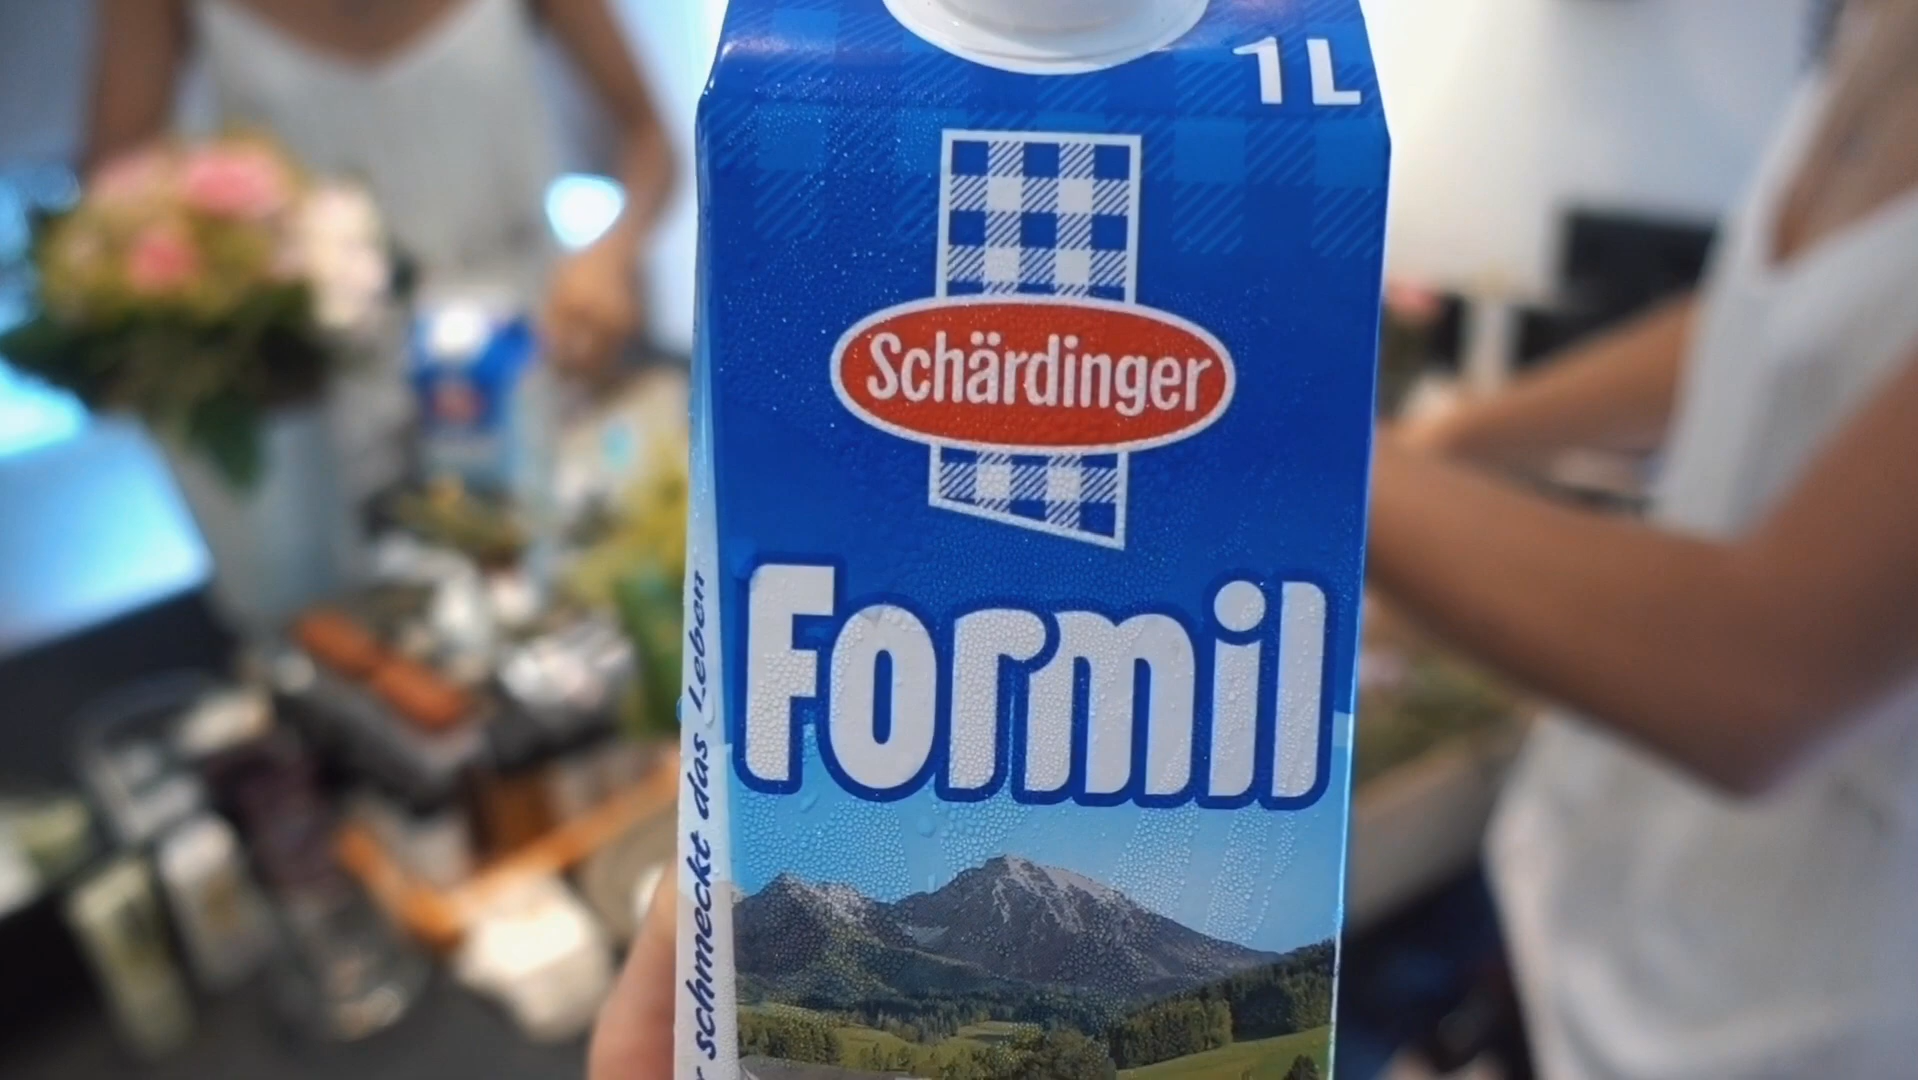 1L
Schärdinger
Formil
schmeckt das Leben